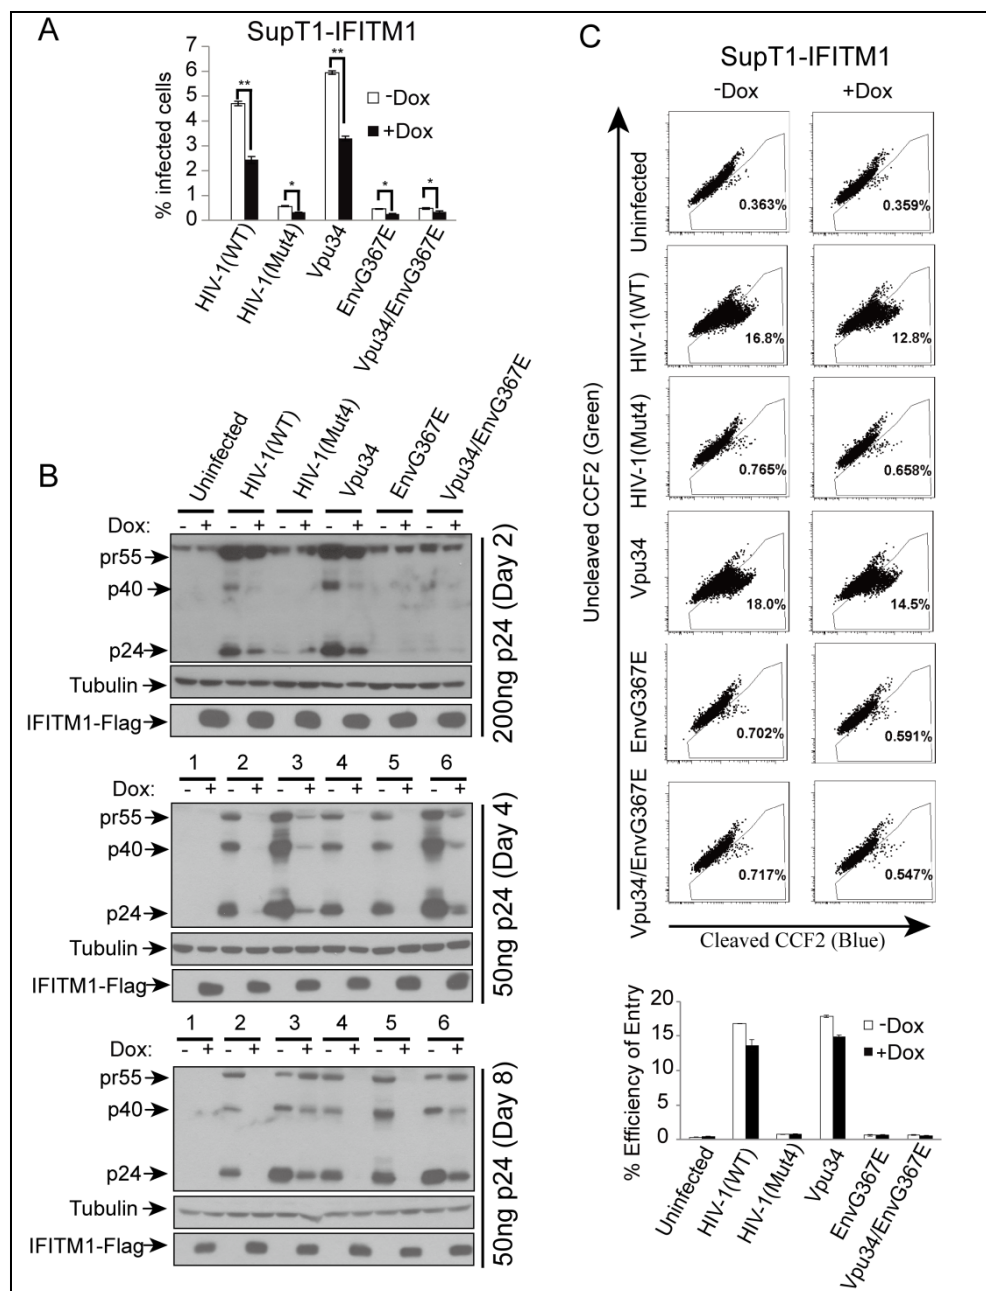 A
SupT1-IFITM1
7
6
5
4
3
2
1
0
% infected cells
**
*
**
*
*
-Dox
+Dox
HIV-1(WT)
HIV-1(Mut4)
Vpu34
EnvG367E
Vpu34/EnvG367E
B
Uninfected
HIV-1(WT)
HIV-1(Mut4)
Vpu34
EnvG367E
Vpu34/EnvG367E
Dox: - + - + - + - + - + - +
pr55
p40
p24
Tubulin
IFITM1-Flag
200ng p24 (Day 2)
1 2 3 4 5 6
Dox: - + - + - + - + - + - +
pr55
p40
p24
Tubulin
IFITM1-Flag
50ng p24 (Day 4)
1 2 3 4 5 6
Dox: - + - + - + - + - + - +
pr55
p40
p24
Tubulin
IFITM1-Flag
50ng p24 (Day 8)
C
SupT1-IFITM1
-Dox +Dox
Uncleaved CCF2 (Green)
Uninfected
0.363% 0.359%
HIV-1(WT)
16.8% 12.8%
HIV-1(Mut4)
0.765% 0.658%
Vpu34
18.0% 14.5%
EnvG367E
0.702% 0.591%
Vpu34/EnvG367E
0.717% 0.547%
Cleaved CCF2 (Blue)
% Efficiency of Entry
20
15
10
5
0
-Dox
+Dox
Uninfected
HIV-1(WT)
HIV-1(Mut4)
Vpu34
EnvG367E
Vpu34/EnvG367E